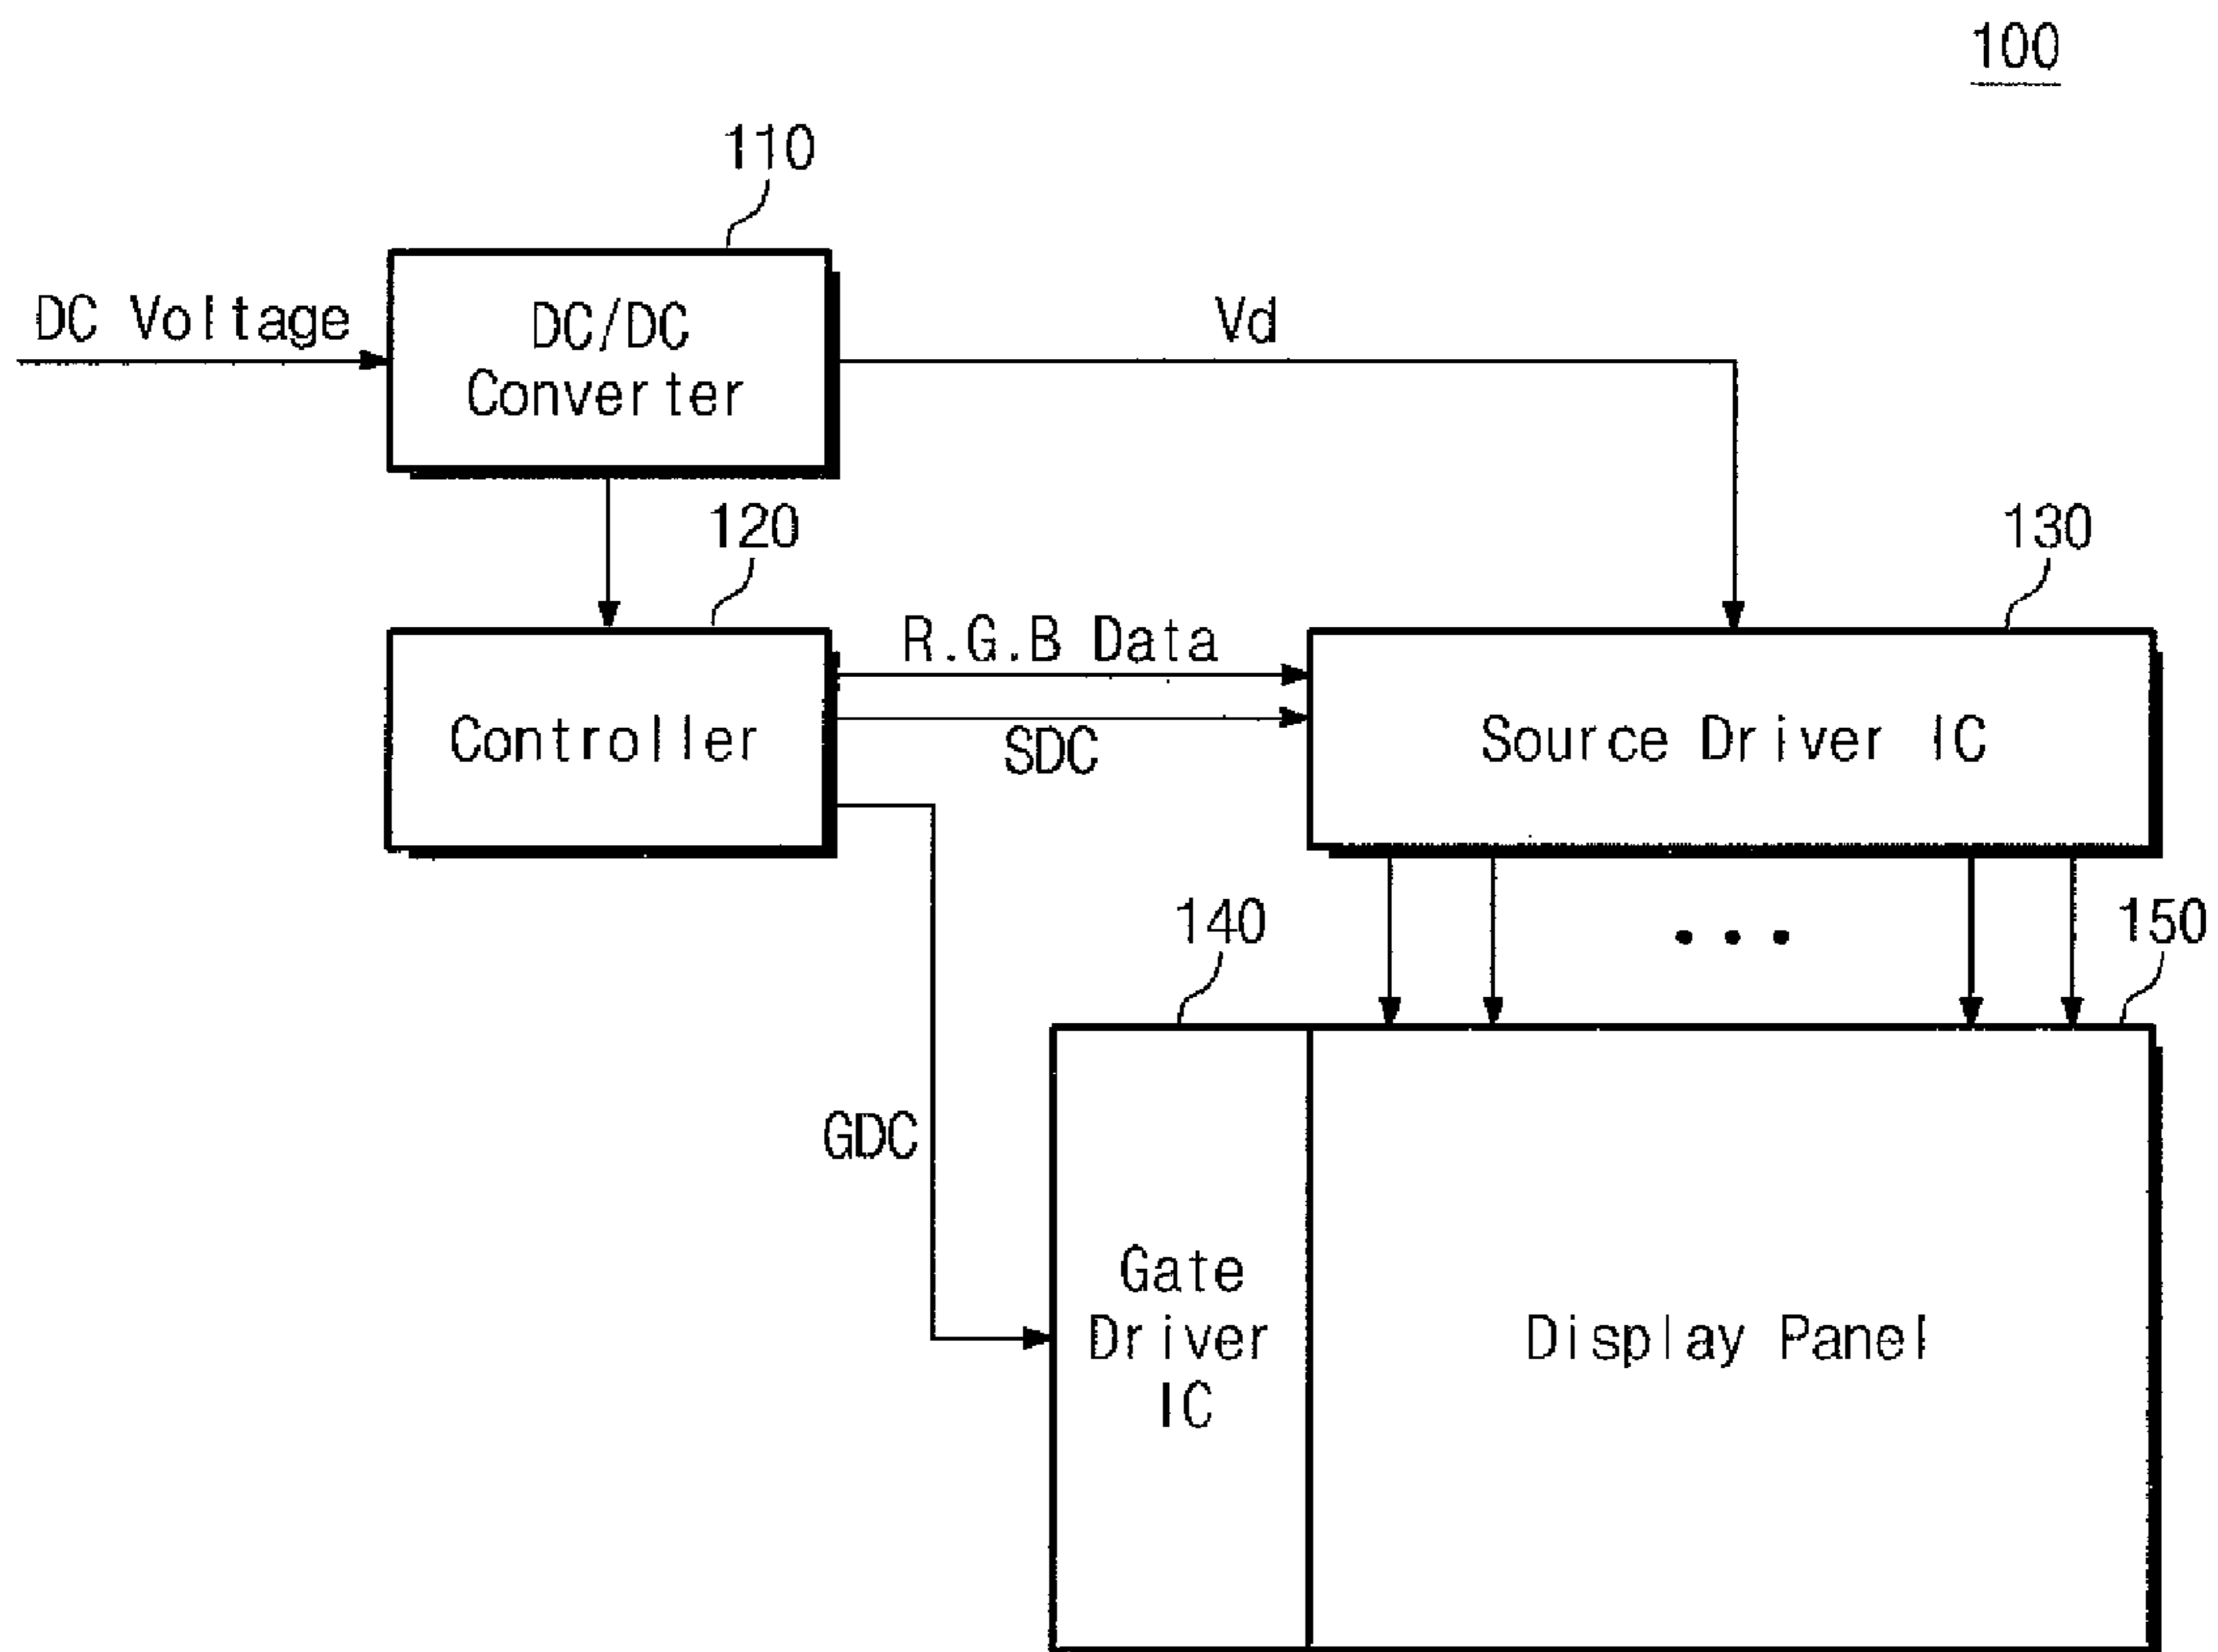 100
110
DC Voltage
DC/DC
Converter
Vd
120
130
R.G.B Data
Controller
SDC
Source Driver IC
140
150
• • •
GDC
Gate
Driver
IC
Display Panel